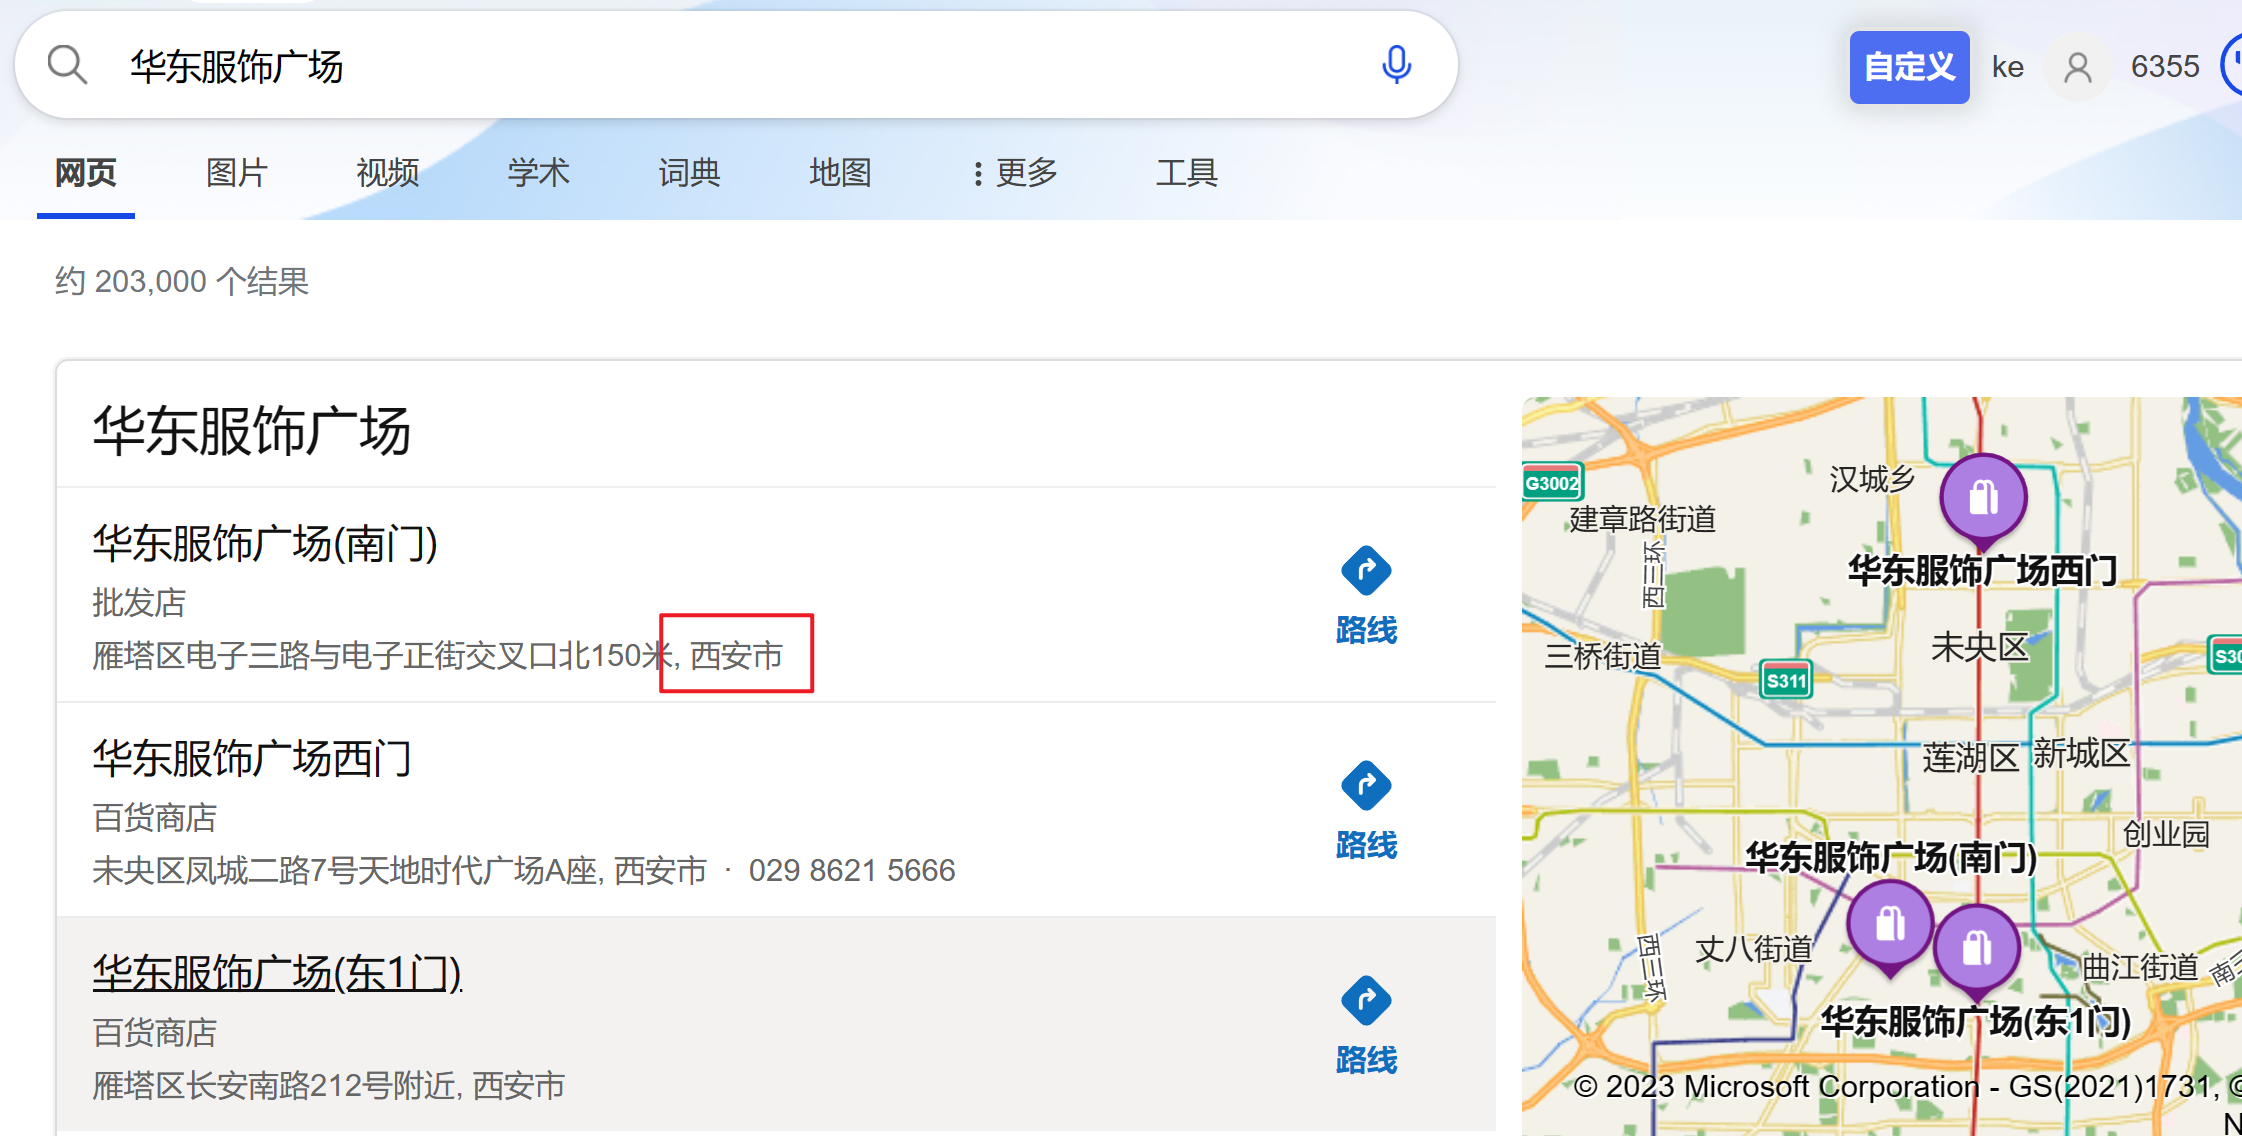 华东服饰广场
自定义
ke
6355
网页
图片
视频
学术
词典
地图
更多
工具
约 203,000 个结果
华东服饰广场
华东服饰广场(南门)
批发店
雁塔区电子三路与电子正街交叉口北150米, 西安市
路线
华东服饰广场西门
百货商店
未央区凤城二路7号天地时代广场A座, 西安市 · 029 8621 5666
路线
华东服饰广场(东1门)
百货商店
雁塔区长安南路212号附近, 西安市
路线
汉城乡
G3002
建章路街道
西三环
华东服饰广场西门
未央区
三桥街道
S311
S30
莲湖区
新城区
创业园
华东服饰广场(南门)
丈八街道
西三环
曲江街道
南三
华东服饰广场(东1门)
© 2023 Microsoft Corporation - GS(2021)1731, ©
N